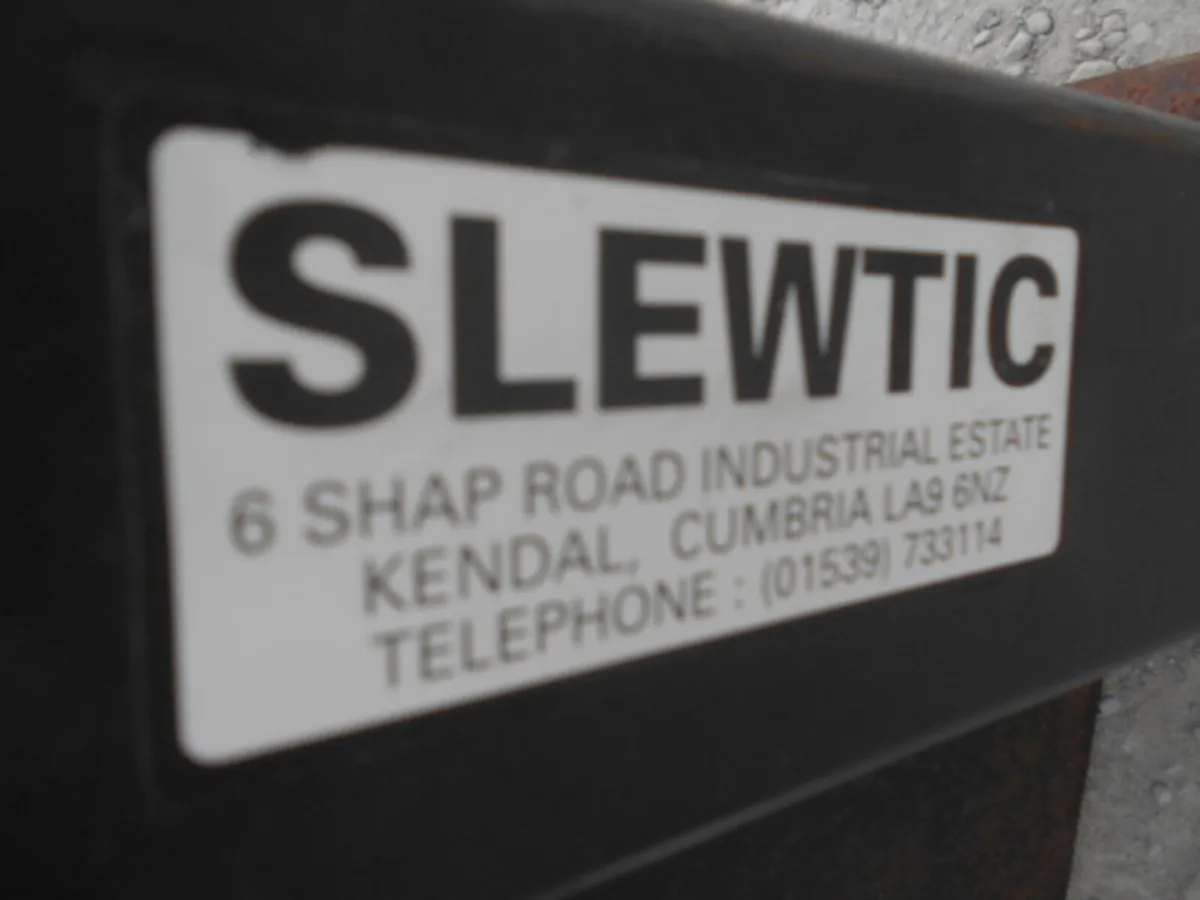 SLEWTIC
6 SHAP ROAD INDUSTRIAL ESTATE
KENDAL, CUMBRIA LA9 6NZ
TELEPHONE : (01539) 733114